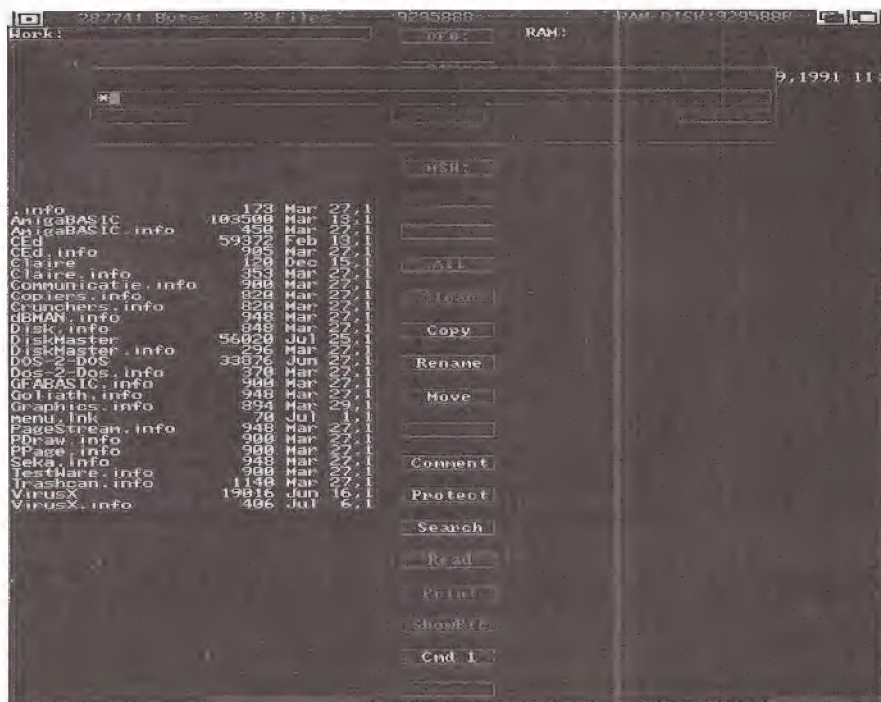 287741 Bytes 28 Files 9295888 RAM-DISK:9295888
Work: DF0: RAM:
9,1991 11:
*
MSH:
.info 173 Mar 27,1
AmigaBASIC 103500 Mar 13,1
AmigaBASIC.info 450 Mar 27,1
CEd 59372 Feb 13,1
CEd.info 905 Mar 27,1
Claire 120 Dec 15,1
Claire.info 353 Mar 27,1
Communicatie.info 900 Mar 27,1
Copiers.info 820 Mar 27,1
Crunchers.info 820 Mar 27,1
dBMAN.info 948 Mar 27,1
Disk.info 848 Mar 27,1
DiskMaster 56020 Jul 25,1
DiskMaster.info 296 Mar 27,1
DOS-2-DOS 33876 Jun 27,1
Dos-2-Dos.info 370 Mar 27,1
GFABASIC.info 900 Mar 27,1
Goliath.info 948 Mar 27,1
Graphics.info 894 Mar 29,1
menu.lnk 70 Jul 1,1
PageStream.info 948 Mar 27,1
PDraw.info 900 Mar 27,1
PPage.info 900 Mar 27,1
Seka.info 948 Mar 27,1
TestWare.info 900 Mar 27,1
Trashcan.info 1140 Mar 27,1
VirusX 19016 Jun 16,1
VirusX.info 406 Jul 6,1
All
Clear
Copy
Rename
Move
Comment
Protect
Search
Read
Print
ShowPic
Cmd 1